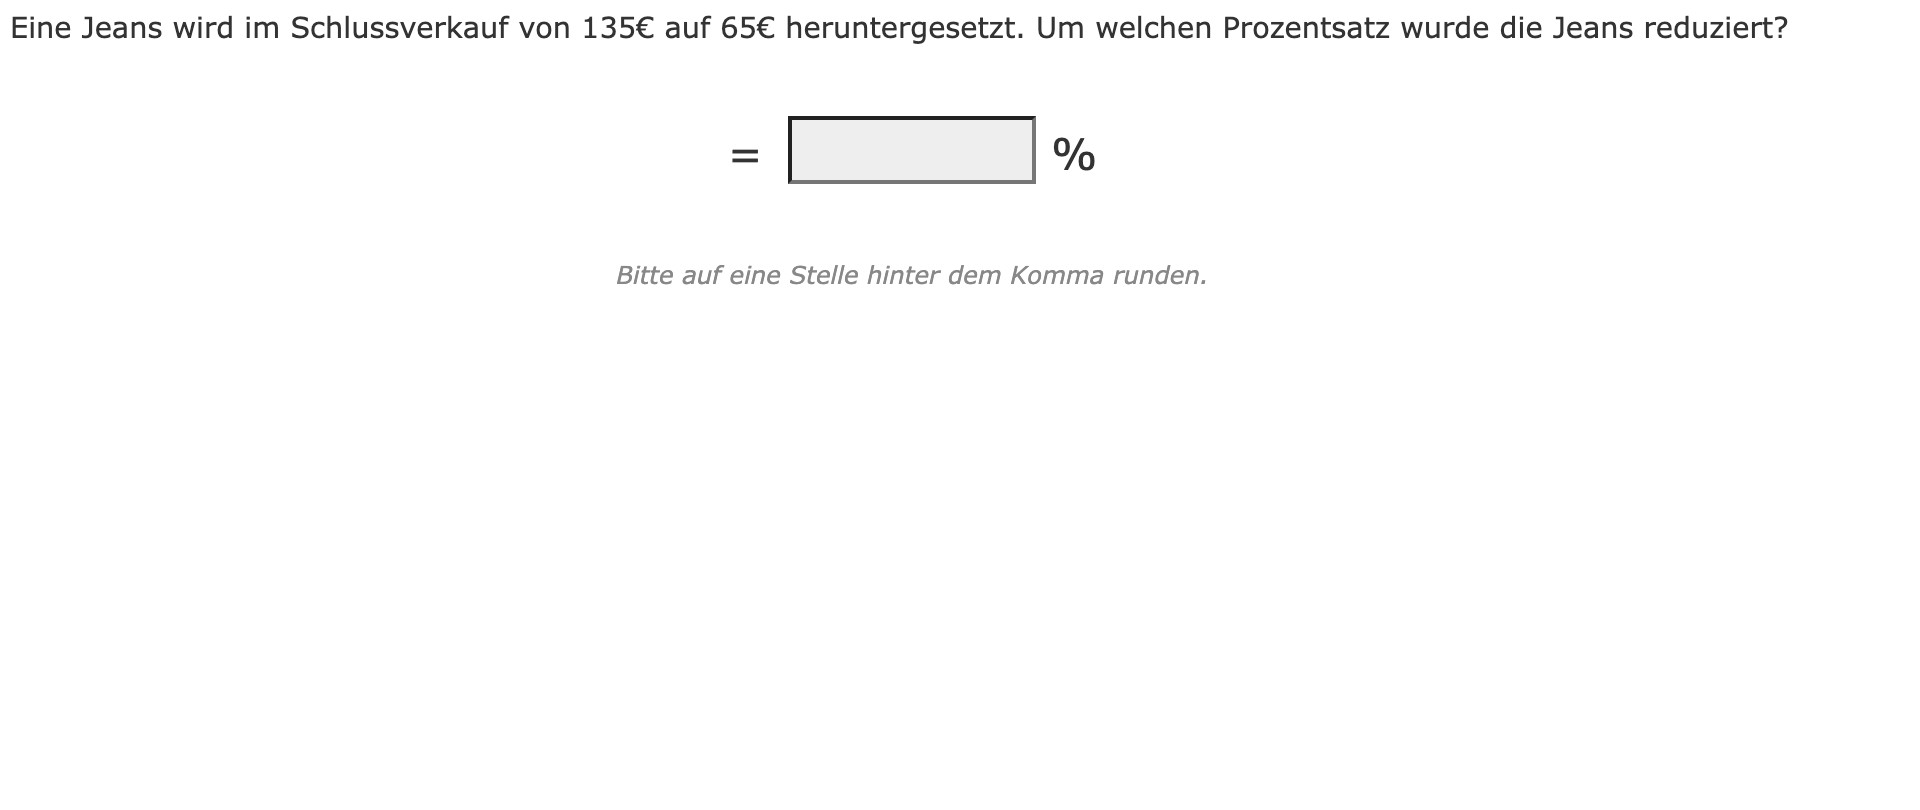 Eine Jeans wird im Schlussverkauf von 135€ auf 65€ heruntergesetzt. Um welchen Prozentsatz wurde die Jeans reduziert?
= %
Bitte auf eine Stelle hinter dem Komma runden.